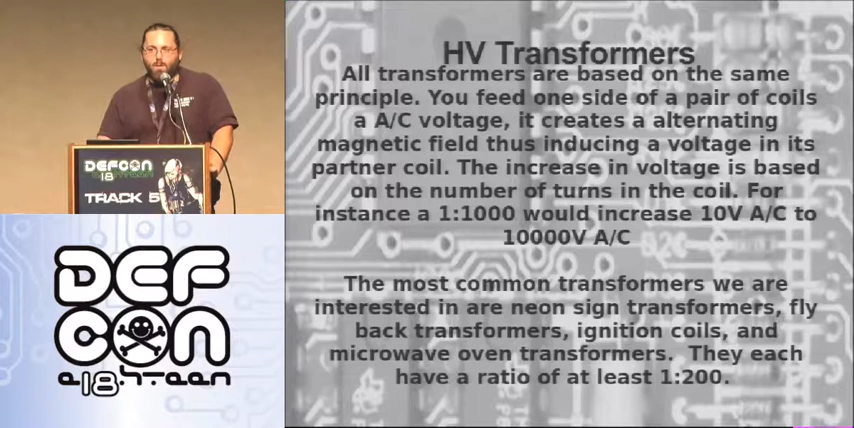 DEFCON
18
TRACK 5
DEF
CON
e18hteen
HV Transformers
All transformers are based on the same
principle. You feed one side of a pair of coils
a A/C voltage, it creates a alternating
magnetic field thus inducing a voltage in its
partner coil. The increase in voltage is based
on the number of turns in the coil. For
instance a 1:1000 would increase 10V A/C to
10000V A/C
The most common transformers we are
interested in are neon sign transformers, fly
back transformers, ignition coils, and
microwave oven transformers.  They each
have a ratio of at least 1:200.